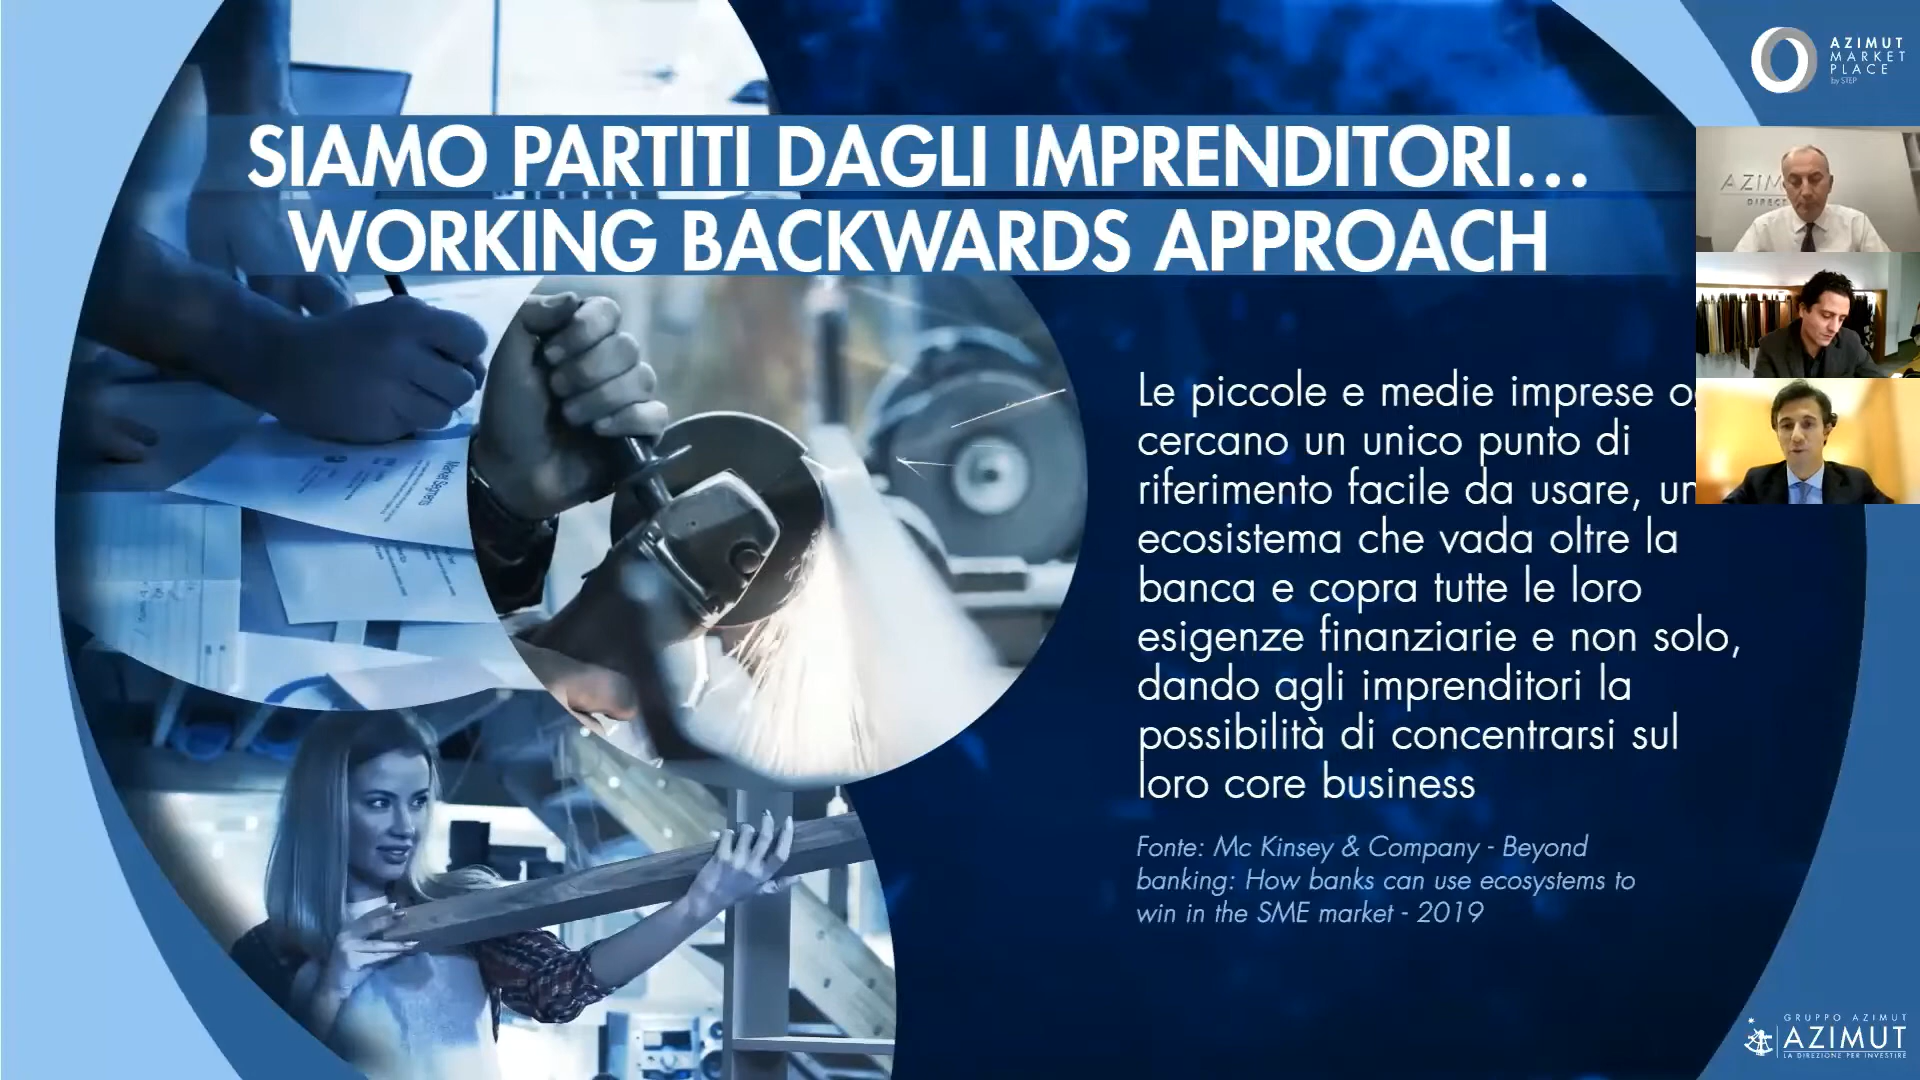 AZIMUT
MARKET
PLACE
by STEP
SIAMO PARTITI DAGLI IMPRENDITORI...
WORKING BACKWARDS APPROACH
Le piccole e medie imprese
cercano un unico punto di
riferimento facile da usare, un
ecosistema che vada oltre la
banca e copra tutte le loro
esigenze finanziarie e non solo,
dando agli imprenditori la
possibilità di concentrarsi sul
loro core business
Fonte: Mc Kinsey & Company - Beyond
banking: How banks can use ecosystems to
win in the SME market - 2019
GRUPPO AZIMUT
AZIMUT
LA DIREZIONE PER INVESTIRE